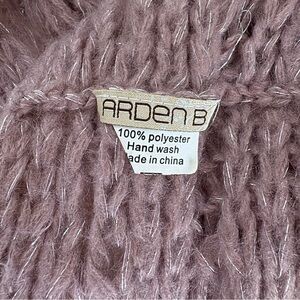 ARDEN B
100% polyester
Hand wash
ade in china